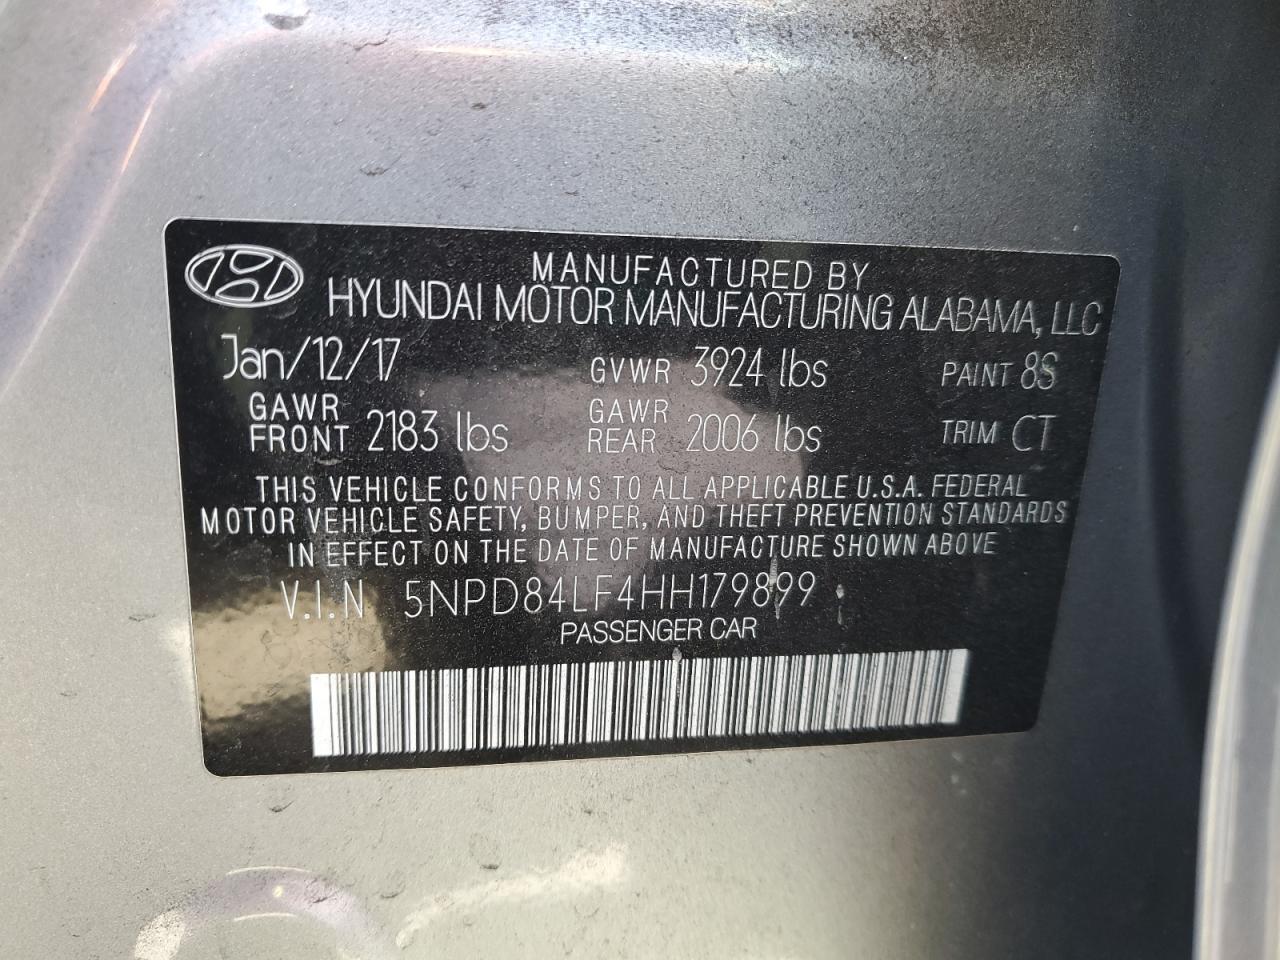 MANUFACTURED BY
HYUNDAI MOTOR MANUFACTURING ALABAMA, LLC
Jan/12/17 GVWR 3924 lbs PAINT 8S
GAWR FRONT 2183 lbs GAWR REAR 2006 lbs TRIM CT
THIS VEHICLE CONFORMS TO ALL APPLICABLE U.S.A. FEDERAL
MOTOR VEHICLE SAFETY, BUMPER, AND THEFT PREVENTION STANDARDS
IN EFFECT ON THE DATE OF MANUFACTURE SHOWN ABOVE
V.I.N 5NPD84LF4HH179899
PASSENGER CAR